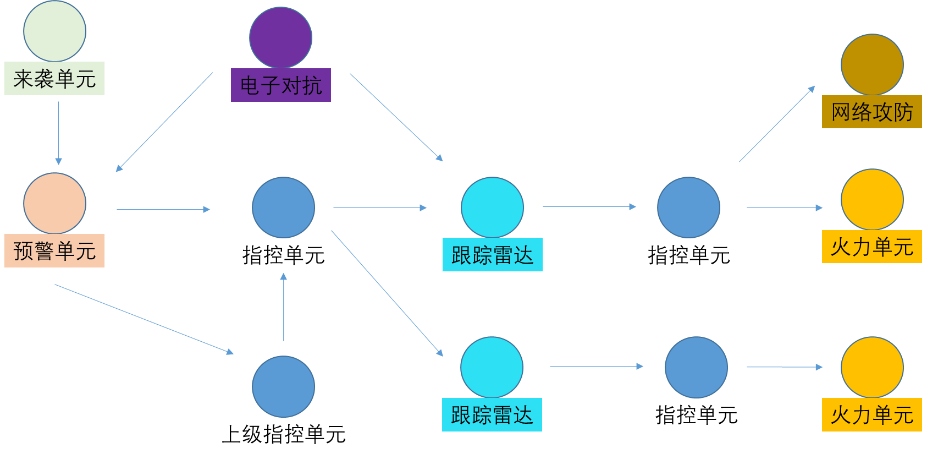 来袭单元
电子对抗
网络攻防
预警单元
指控单元
跟踪雷达
指控单元
火力单元
上级指控单元
跟踪雷达
指控单元
火力单元